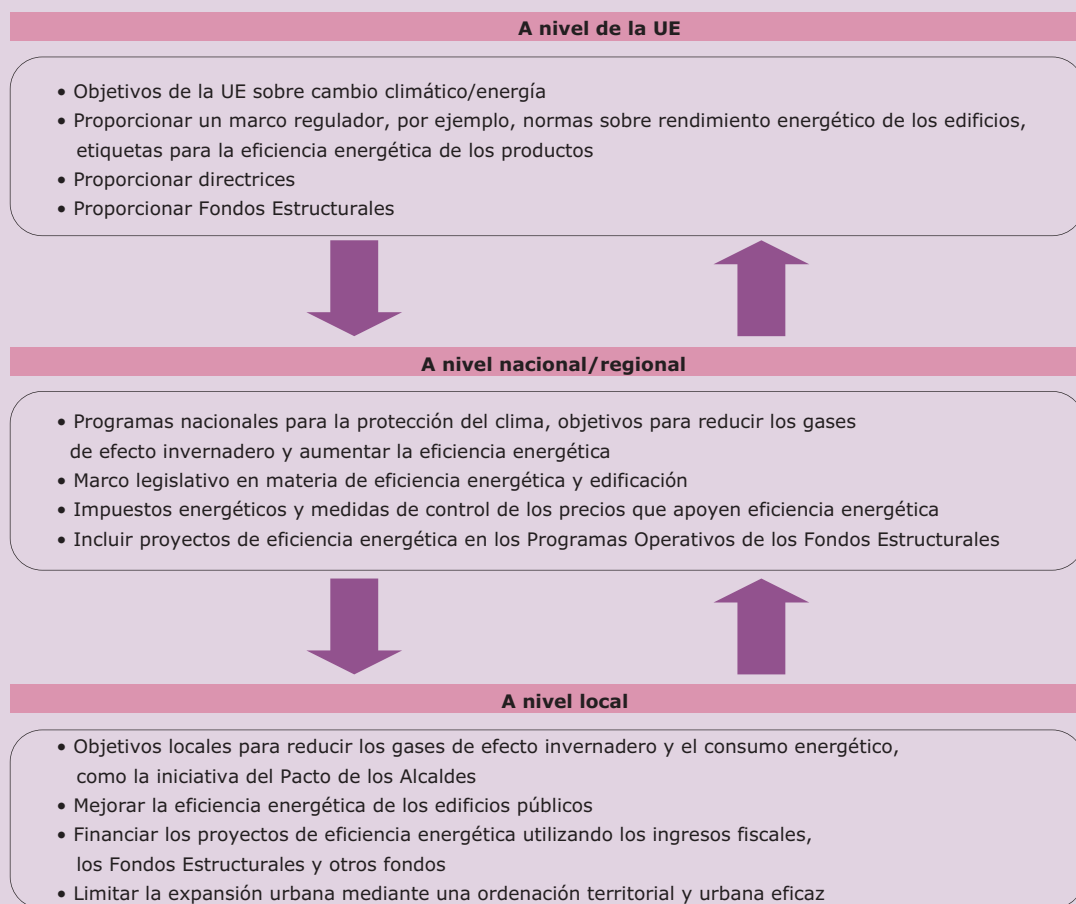 A nivel de la UE
• Objetivos de la UE sobre cambio climático/energía
• Proporcionar un marco regulador, por ejemplo, normas sobre rendimiento energético de los edificios,
etiquetas para la eficiencia energética de los productos
• Proporcionar directrices
• Proporcionar Fondos Estructurales
A nivel nacional/regional
• Programas nacionales para la protección del clima, objetivos para reducir los gases
de efecto invernadero y aumentar la eficiencia energética
• Marco legislativo en materia de eficiencia energética y edificación
• Impuestos energéticos y medidas de control de los precios que apoyen eficiencia energética
• Incluir proyectos de eficiencia energética en los Programas Operativos de los Fondos Estructurales
A nivel local
• Objetivos locales para reducir los gases de efecto invernadero y el consumo energético,
como la iniciativa del Pacto de los Alcaldes
• Mejorar la eficiencia energética de los edificios públicos
• Financiar los proyectos de eficiencia energética utilizando los ingresos fiscales,
los Fondos Estructurales y otros fondos
• Limitar la expansión urbana mediante una ordenación territorial y urbana eficaz